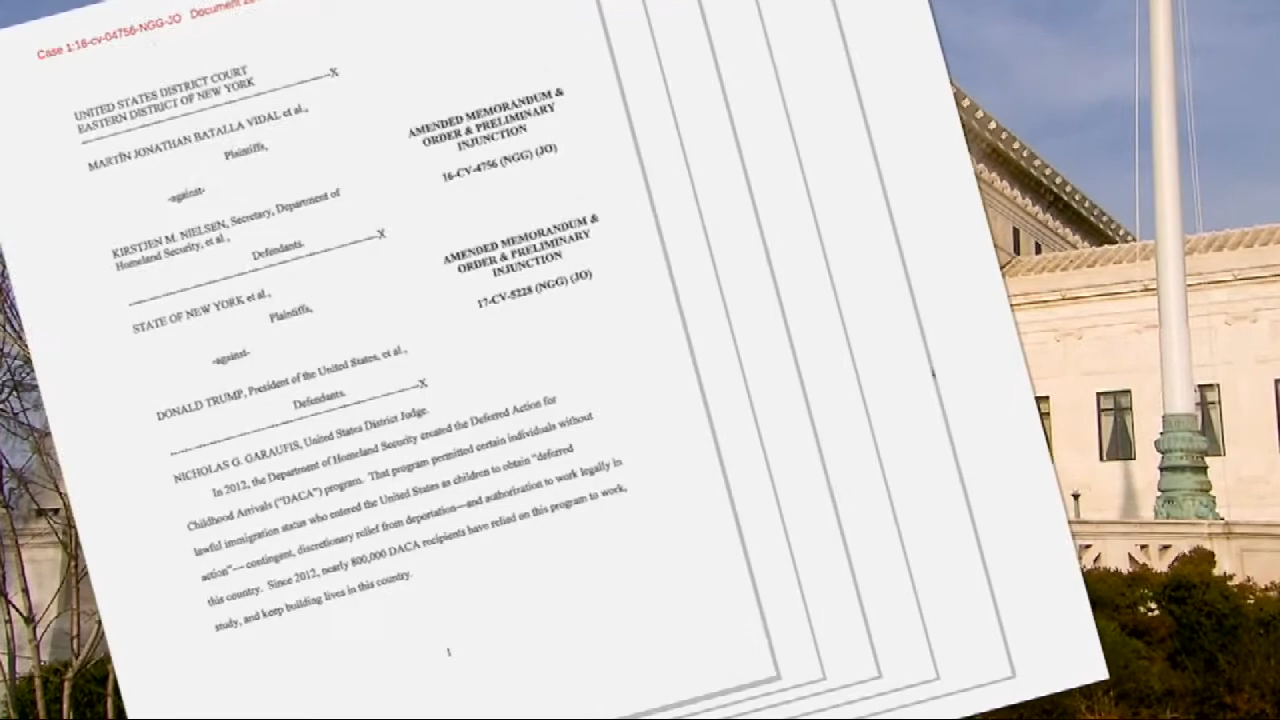 Case 1:16-cv-04756-NGG-JO Document
UNITED STATES DISTRICT COURT
EASTERN DISTRICT OF NEW YORK
X
MARTÍN JONATHAN BATALLA VIDAL et al.,
Plaintiffs,
-against-
KIRSTJEN M. NIELSEN, Secretary, Department of
Homeland Security, et al.,
Defendants.
X
AMENDED MEMORANDUM &
ORDER & PRELIMINARY
INJUNCTION
16-CV-4756 (NGG) (JO)
STATE OF NEW YORK et al.,
Plaintiffs,
-against-
DONALD TRUMP, President of the United States, et al.,
Defendants.
X
AMENDED MEMORANDUM &
ORDER & PRELIMINARY
INJUNCTION
17-CV-5228 (NGG) (JO)
NICHOLAS G. GARAUFIS, United States District Judge.
In 2012, the Department of Homeland Security created the Deferred Action for
Childhood Arrivals ("DACA") program. That program permitted certain individuals without
lawful immigration status who entered the United States as children to obtain "deferred
action"—contingent, discretionary relief from deportation—and authorization to work legally in
this country. Since 2012, nearly 800,000 DACA recipients have relied on this program to work,
study, and keep building lives in this country.
1